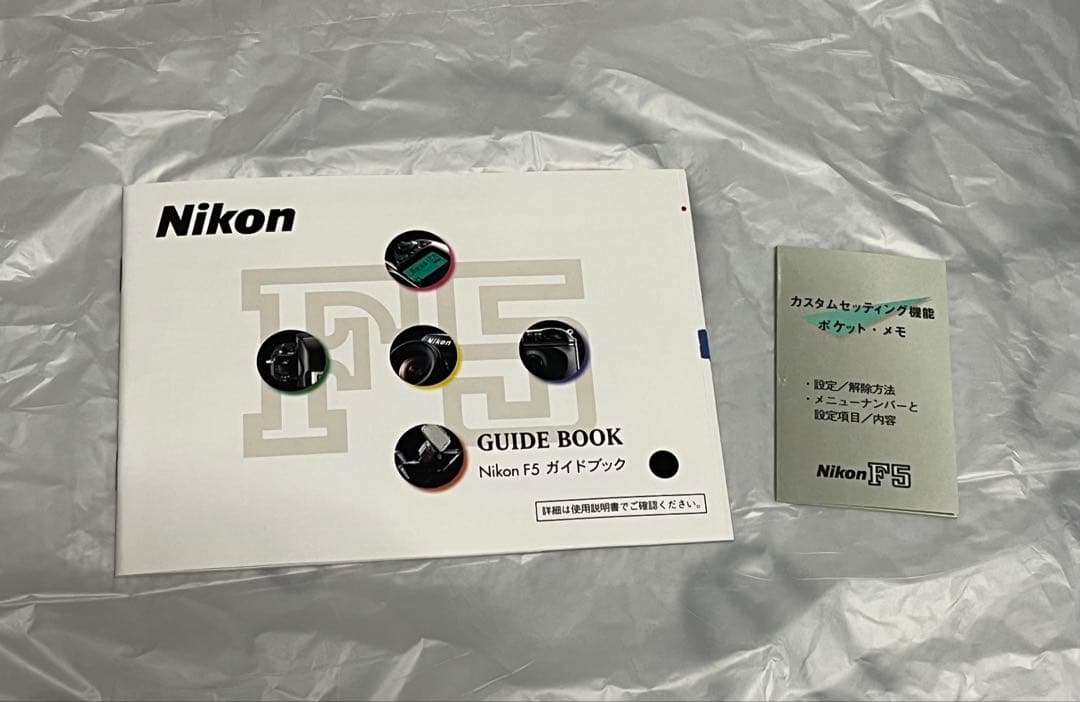 Nikon
F5
Nikon
GUIDE BOOK
Nikon F5 ガイドブック
詳細は使用説明書でご確認ください。
カスタムセッティング機能
ポケット・メモ
・設定／解除方法
・メニューナンバーと
設定項目／内容
Nikon F5